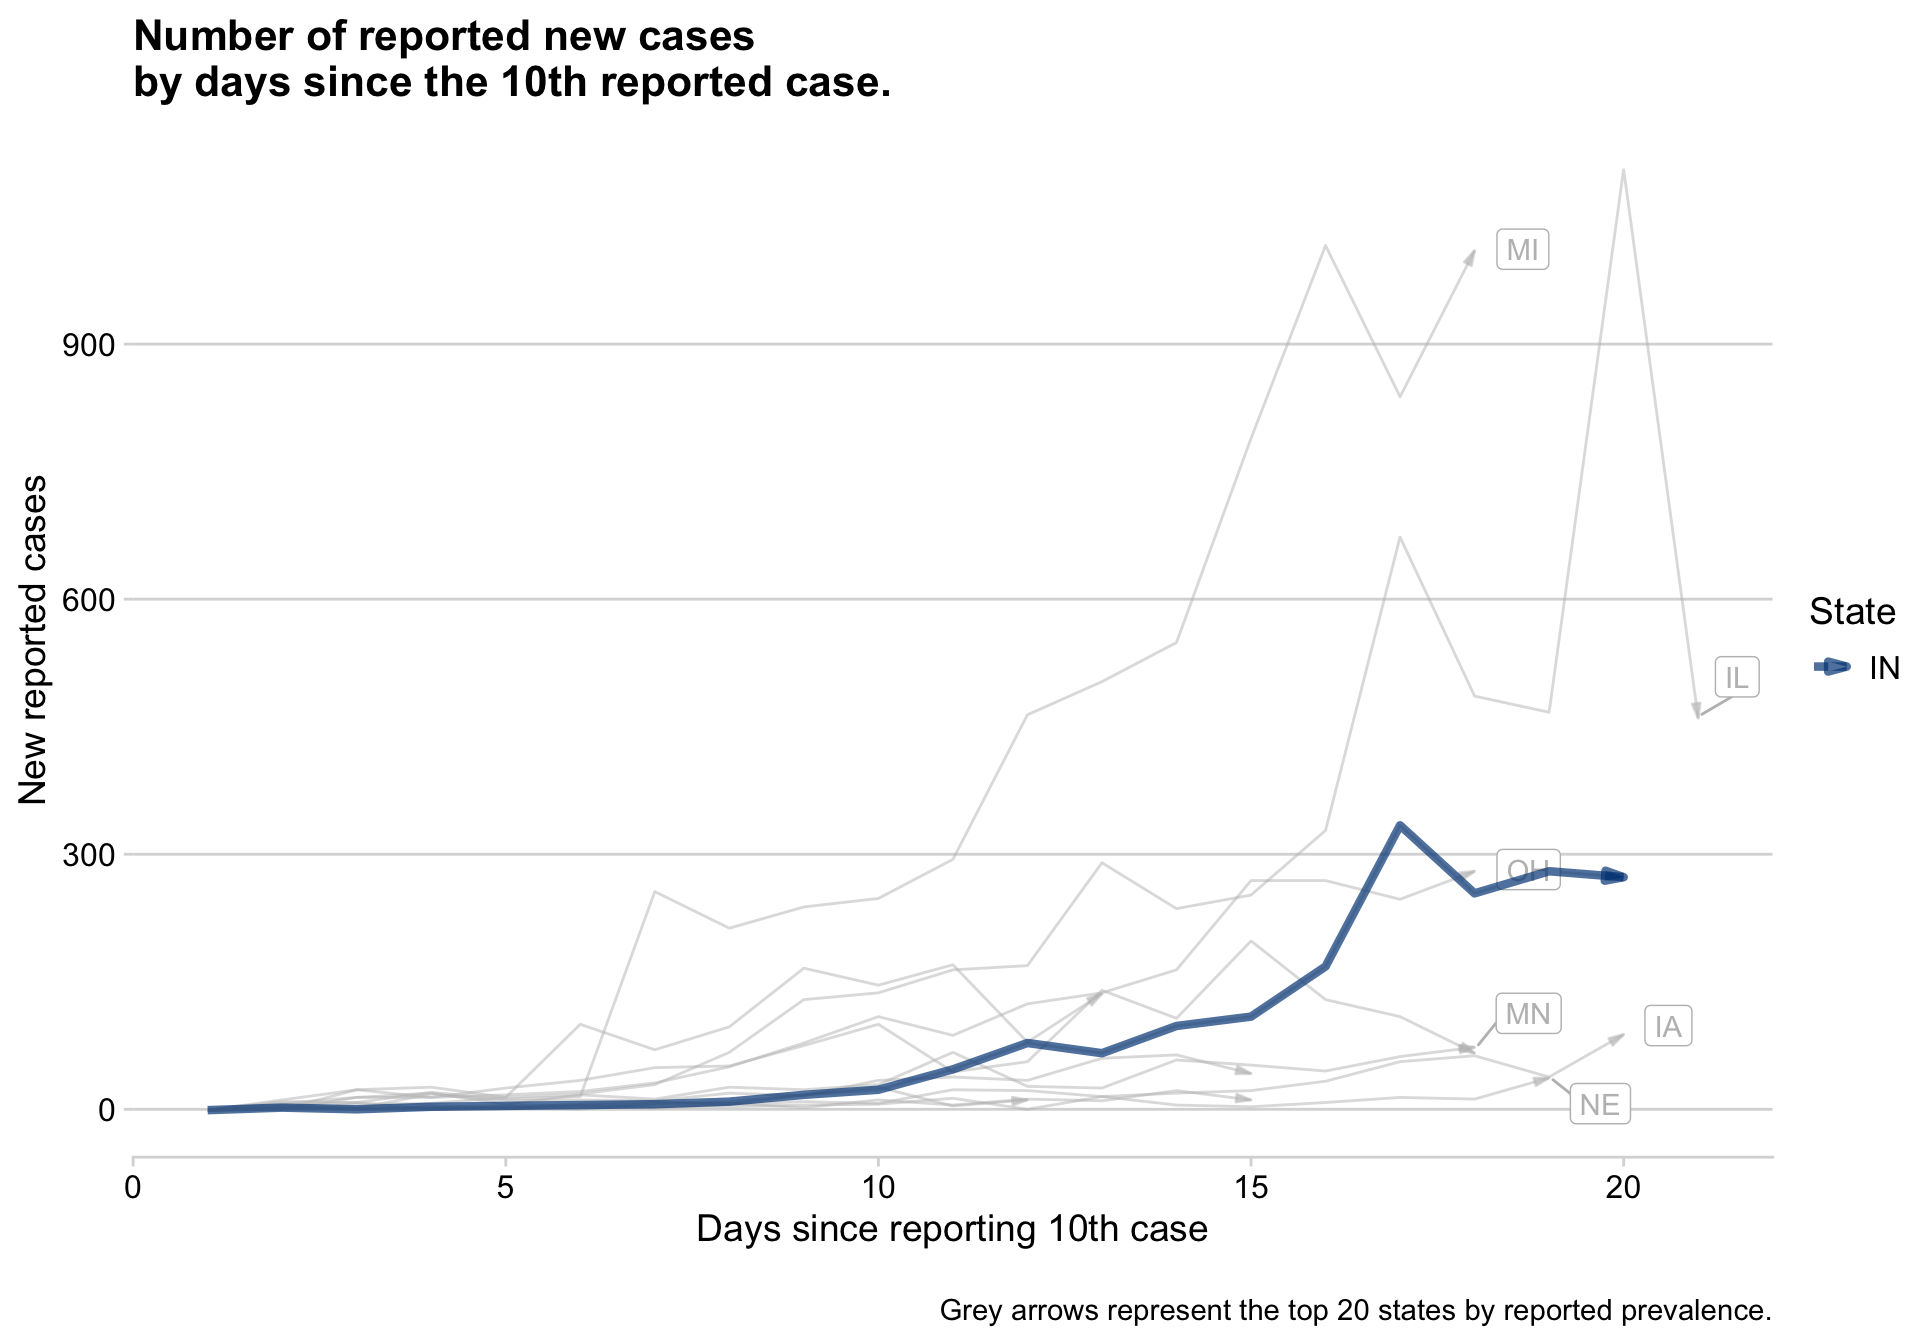 Number of reported new cases
by days since the 10th reported case.
New reported cases
900
600
300
0
MI
IL
OH
MN
IA
NE
State
IN
0 5 10 15 20
Days since reporting 10th case
Grey arrows represent the top 20 states by reported prevalence.